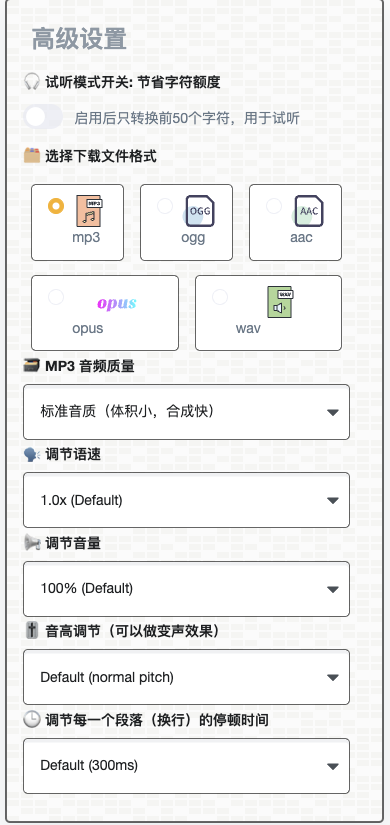 高级设置
试听模式开关: 节省字符额度
启用后只转换前50个字符，用于试听
选择下载文件格式
MP3
mp3
OGG
ogg
AAC
aac
opus
opus
WAV
wav
MP3 音频质量
标准音质（体积小，合成快）
调节语速
1.0x (Default)
调节音量
100% (Default)
音高调节（可以做变声效果）
Default (normal pitch)
调节每一个段落（换行）的停顿时间
Default (300ms)